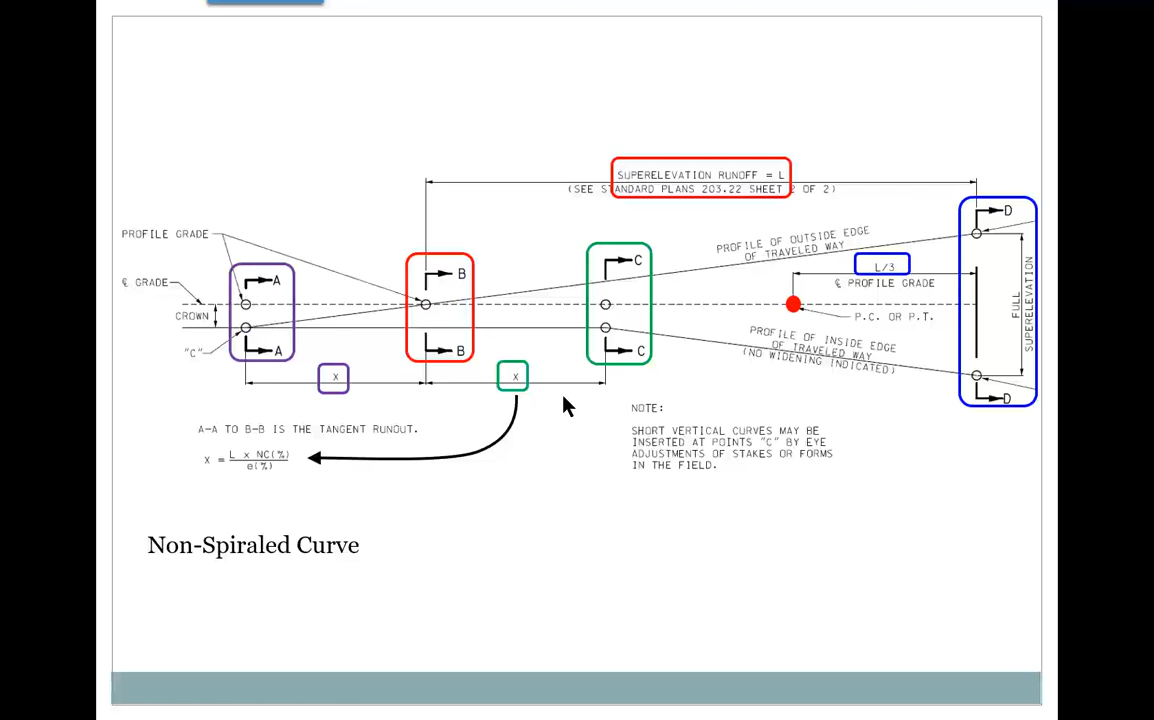 SUPERELEVATION RUNOFF = L
(SEE STANDARD PLANS 203.22 SHEET 2 OF 2)
D
PROFILE GRADE
PROFILE OF OUTSIDE EDGE
OF TRAVELED WAY
B
C
A
L/3
℄ PROFILE GRADE
℄ GRADE
CROWN
P.C. OR P.T.
FULL
SUPERELEVATION
"C"
A
B
C
PROFILE OF INSIDE EDGE
OF TRAVELED WAY
(NO WIDENING INDICATED)
X
X
D
A-A TO B-B IS THE TANGENT RUNOUT.
X = L x NC(%)
e(%)
NOTE:
SHORT VERTICAL CURVES MAY BE
INSERTED AT POINTS "C" BY EYE
ADJUSTMENTS OF STAKES OR FORMS
IN THE FIELD.
Non-Spiraled Curve